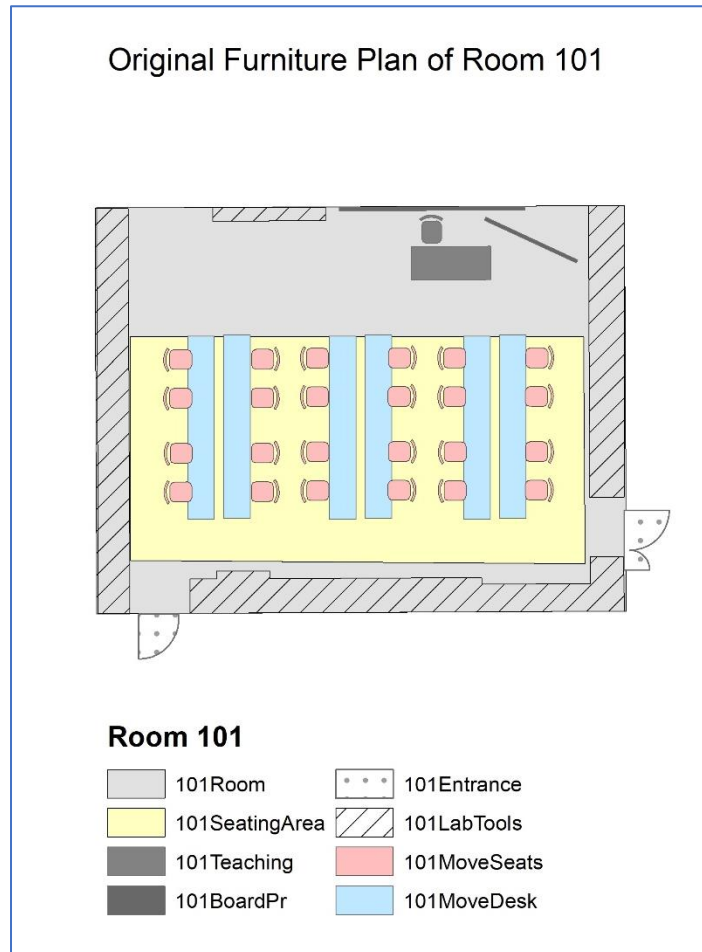 Original Furniture Plan of Room 101
Room 101
101Room
101Entrance
101SeatingArea
101LabTools
101Teaching
101MoveSeats
101BoardPr
101MoveDesk